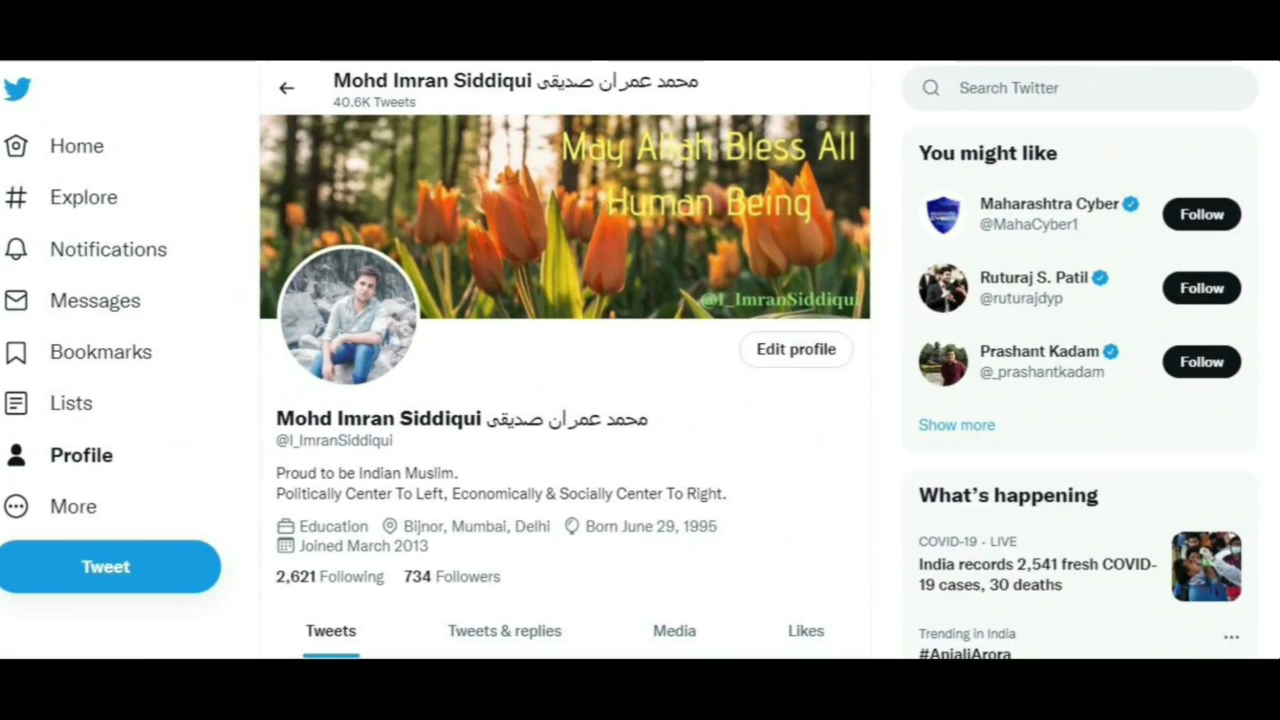 Home
Explore
Notifications
Messages
Bookmarks
Lists
Profile
More
Tweet
Mohd Imran Siddiqui محمد عمران صدیقی
40.6K Tweets
May Allah Bless All
Human Being
@I_ImranSiddiqui
Edit profile
Mohd Imran Siddiqui محمد عمران صدیقی
@I_ImranSiddiqui
Proud to be Indian Muslim.
Politically Center To Left, Economically & Socially Center To Right.
Education Bijnor, Mumbai, Delhi Born June 29, 1995
Joined March 2013
2,621 Following 734 Followers
Tweets Tweets & replies Media Likes
Search Twitter
You might like
Maharashtra Cyber
@MahaCyber1
Follow
Ruturaj S. Patil
@ruturajdyp
Follow
Prashant Kadam
@_prashantkadam
Follow
Show more
What's happening
COVID-19 - LIVE
India records 2,541 fresh COVID-
19 cases, 30 deaths
Trending in India
#AnjaliArora